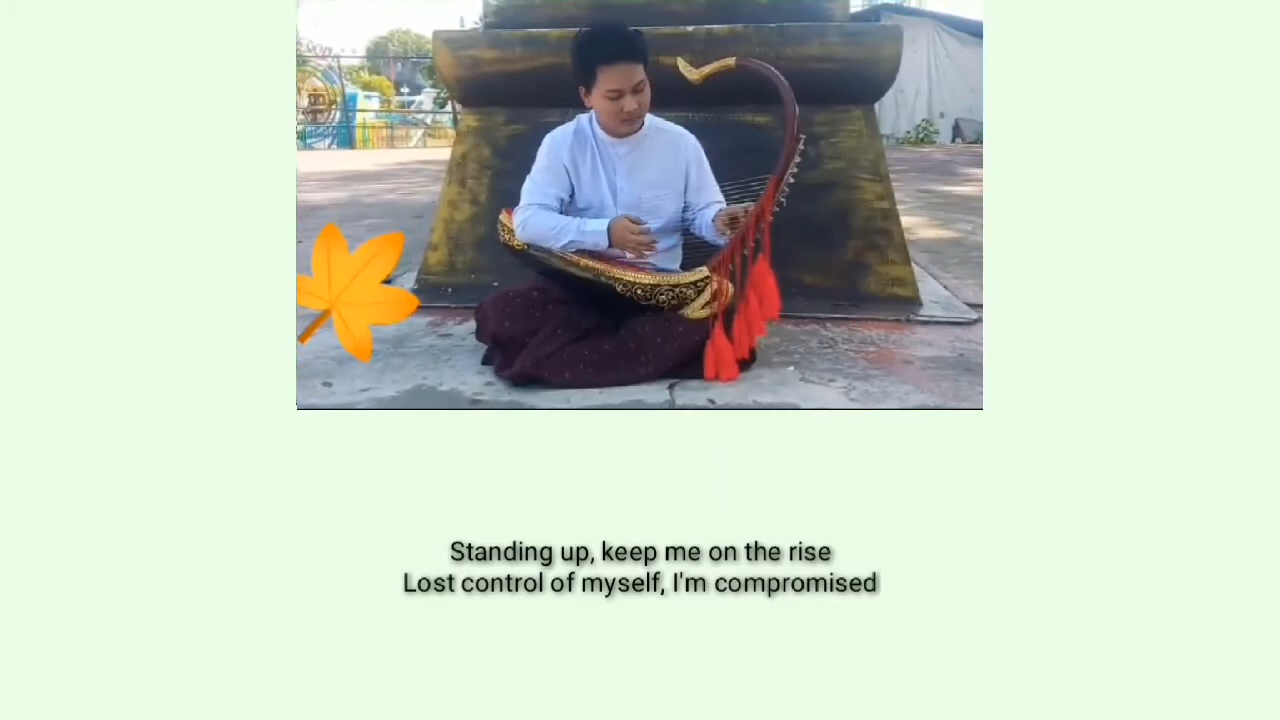 Standing up, keep me on the rise
Lost control of myself, I'm compromised